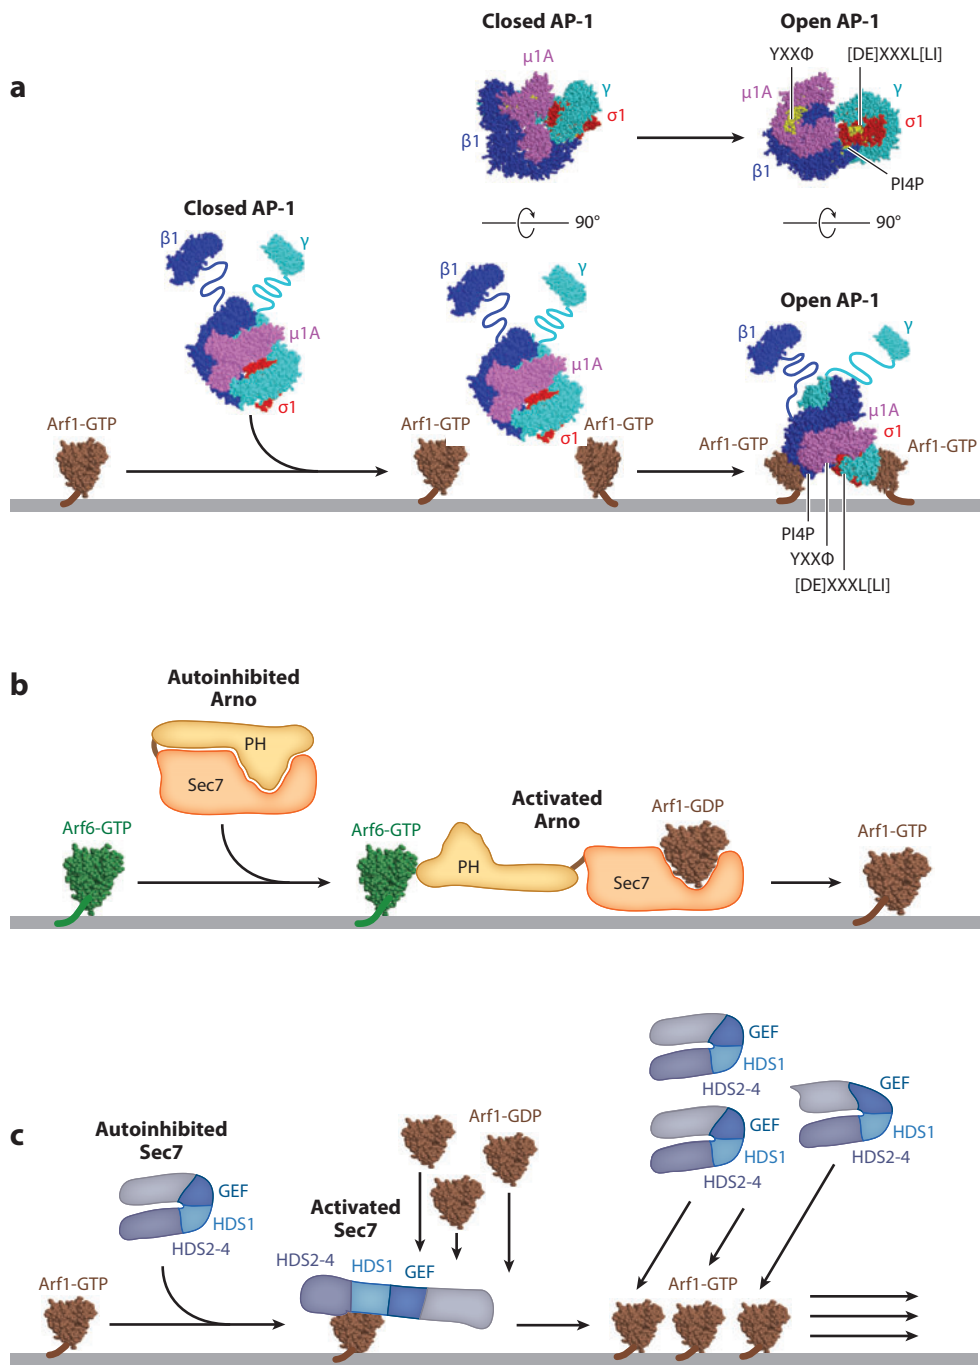 a
Closed AP-1
μ1A
γ
σ1
β1
Open AP-1
YXXΦ
[DE]XXXL[LI]
μ1A
γ
σ1
β1
PI4P
90°
90°
Closed AP-1
β1
γ
μ1A
σ1
Arf1-GTP
β1
γ
μ1A
σ1
Arf1-GTP
Arf1-GTP
Open AP-1
β1
γ
μ1A
σ1
Arf1-GTP
Arf1-GTP
PI4P
YXXΦ
[DE]XXXL[LI]
b
Autoinhibited
Arno
PH
Sec7
Arf6-GTP
Arf6-GTP
Activated
Arno
PH
Sec7
Arf1-GDP
Arf1-GTP
c
Autoinhibited
Sec7
GEF
HDS1
HDS2-4
Arf1-GTP
Activated
Sec7
Arf1-GDP
HDS2-4
HDS1
GEF
GEF
HDS1
HDS2-4
GEF
HDS1
HDS2-4
GEF
HDS1
HDS2-4
Arf1-GTP